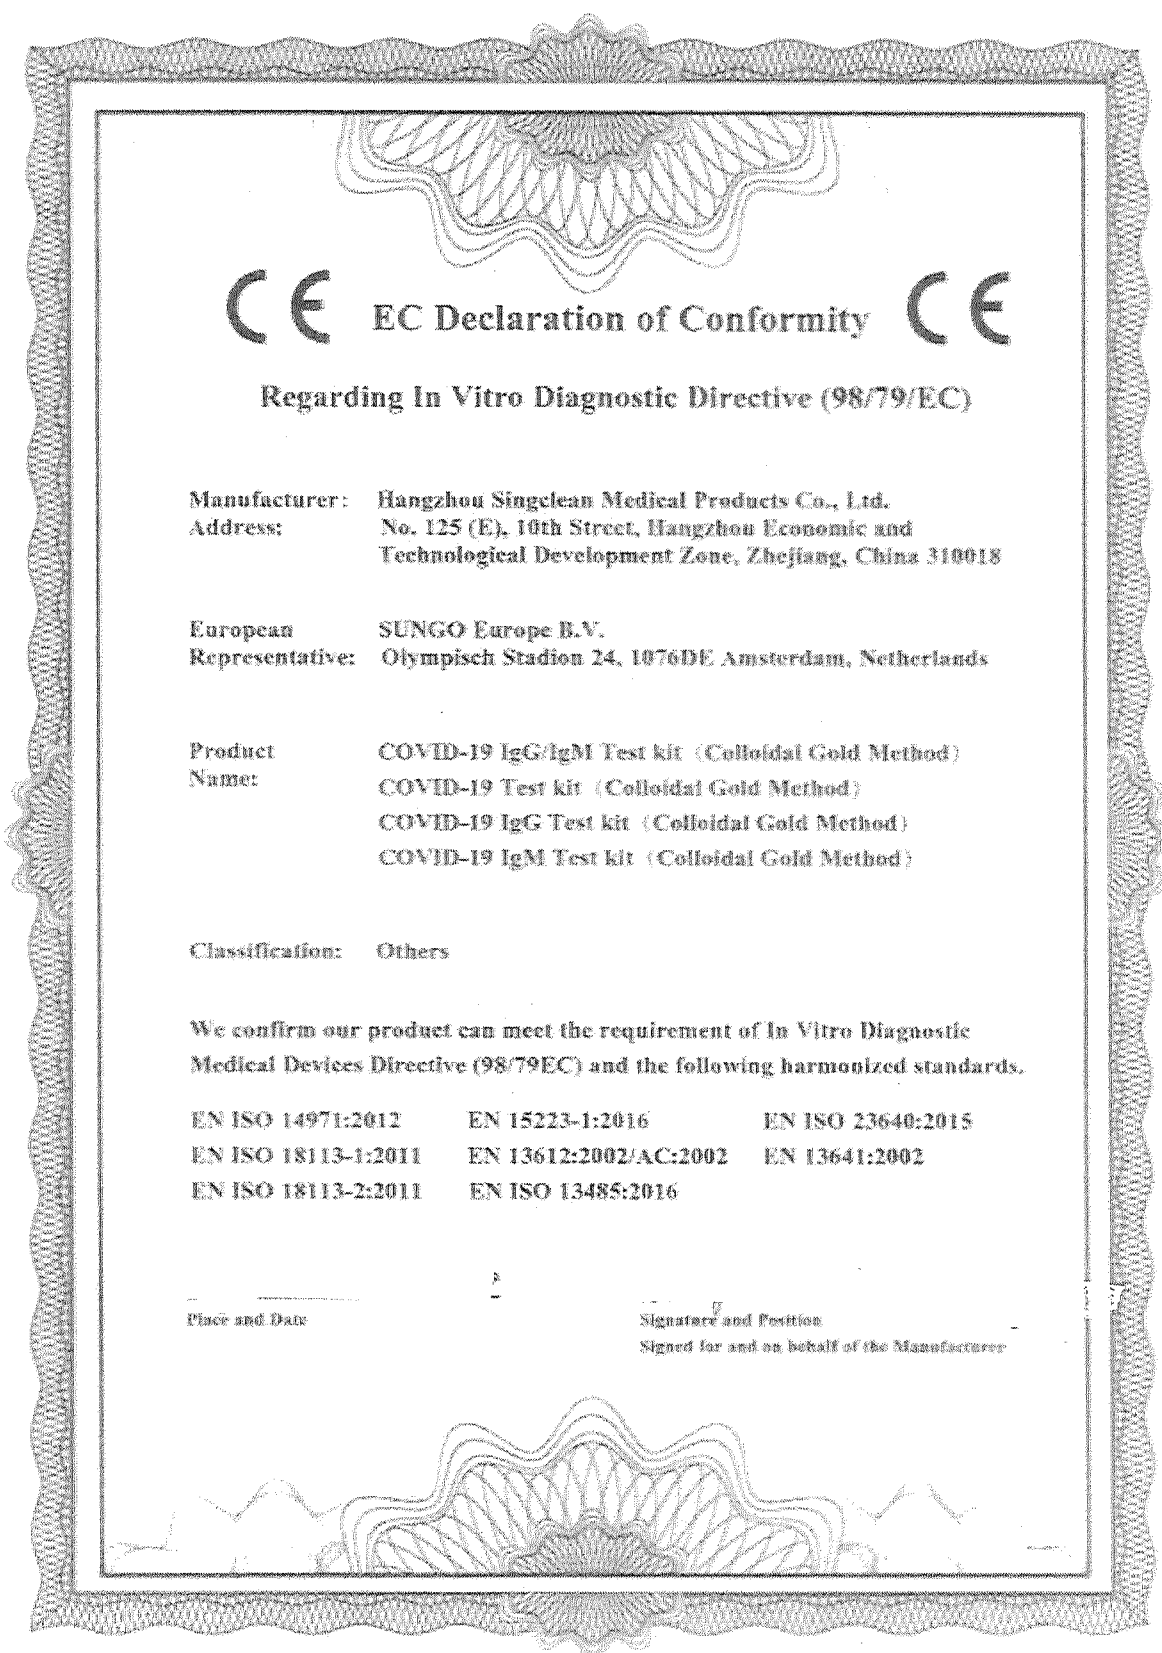 CE EC Declaration of Conformity CE
Regarding In Vitro Diagnostic Directive (98/79/EC)
Manufacturer: Hangzhou Singclean Medical Products Co., Ltd.
Address: No. 125 (E), 10th Street, Hangzhou Economic and
Technological Development Zone, Zhejiang, China 310018
European SUNGO Europe B.V.
Representative: Olympisch Stadion 24, 1076DE Amsterdam, Netherlands
Product COVID-19 IgG/IgM Test kit (Colloidal Gold Method)
Name: COVID-19 Test kit (Colloidal Gold Method)
COVID-19 IgG Test kit (Colloidal Gold Method)
COVID-19 IgM Test kit (Colloidal Gold Method)
Classification: Others
We confirm our product can meet the requirement of In Vitro Diagnostic
Medical Devices Directive (98/79EC) and the following harmonized standards.
EN ISO 14971:2012 EN 15223-1:2016 EN ISO 23640:2015
EN ISO 18113-1:2011 EN 13612:2002/AC:2002 EN 13641:2002
EN ISO 18113-2:2011 EN ISO 13485:2016
Place and Date Signature and Position
Signed for and on behalf of the Manufacturer